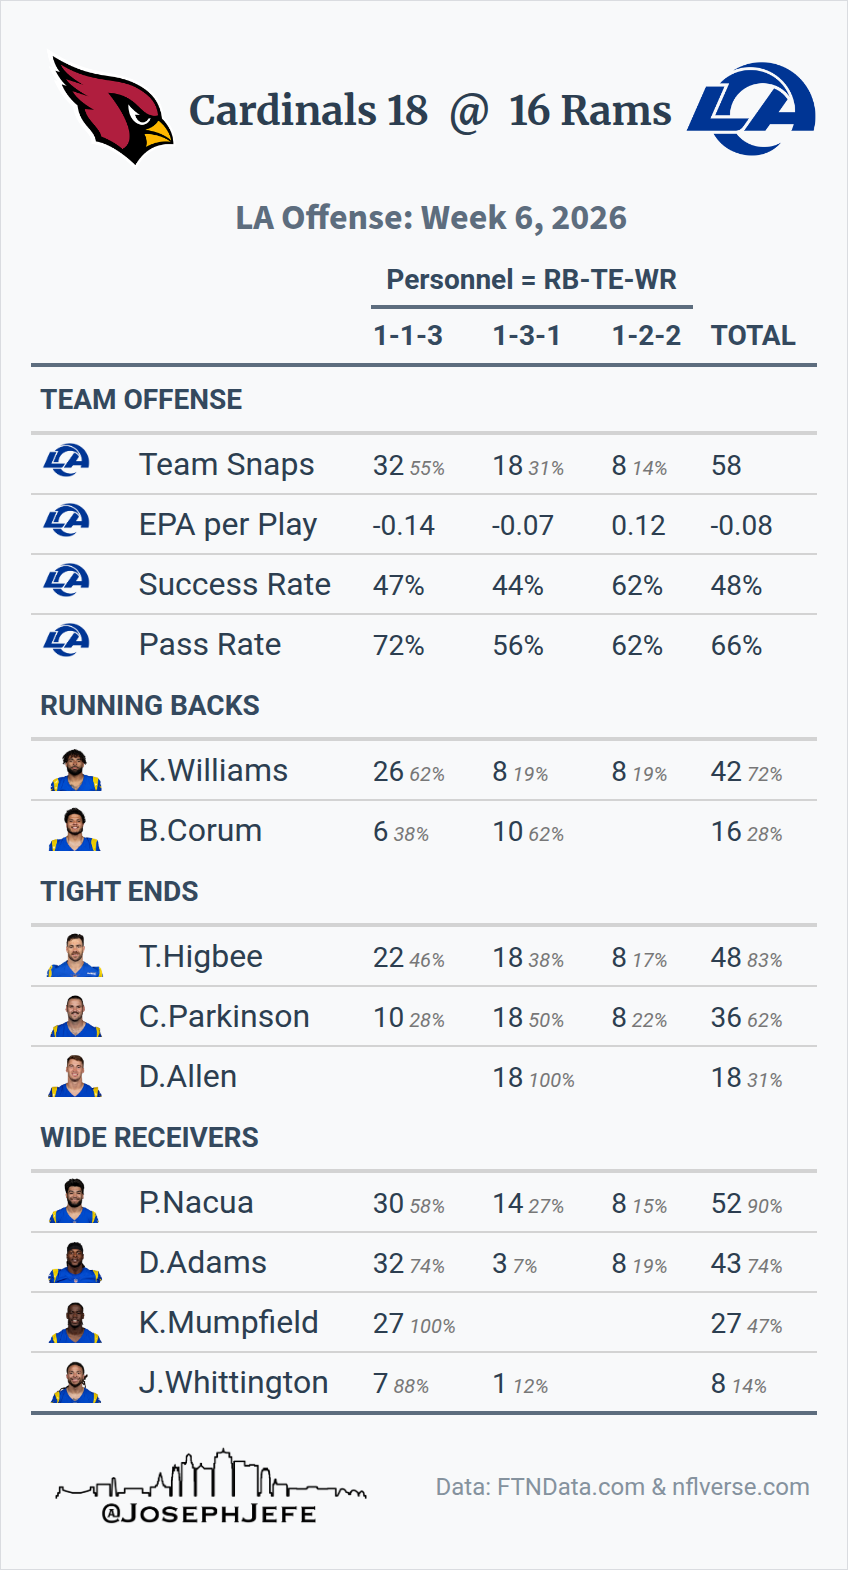 Cardinals 18 @ 16 Rams
LA
LA Offense: Week 6, 2026
Personnel = RB-TE-WR
1-1-3 1-3-1 1-2-2 TOTAL
TEAM OFFENSE
LA Team Snaps 32 55% 18 31% 8 14% 58
LA EPA per Play -0.14 -0.07 0.12 -0.08
LA Success Rate 47% 44% 62% 48%
LA Pass Rate 72% 56% 62% 66%
RUNNING BACKS
K.Williams 26 62% 8 19% 8 19% 42 72%
B.Corum 6 38% 10 62% 16 28%
TIGHT ENDS
T.Higbee 22 46% 18 38% 8 17% 48 83%
C.Parkinson 10 28% 18 50% 8 22% 36 62%
D.Allen 18 100% 18 31%
WIDE RECEIVERS
P.Nacua 30 58% 14 27% 8 15% 52 90%
D.Adams 32 74% 3 7% 8 19% 43 74%
K.Mumpfield 27 100% 27 47%
J.Whittington 7 88% 1 12% 8 14%
@JosephJefe
Data: FTNData.com & nflverse.com